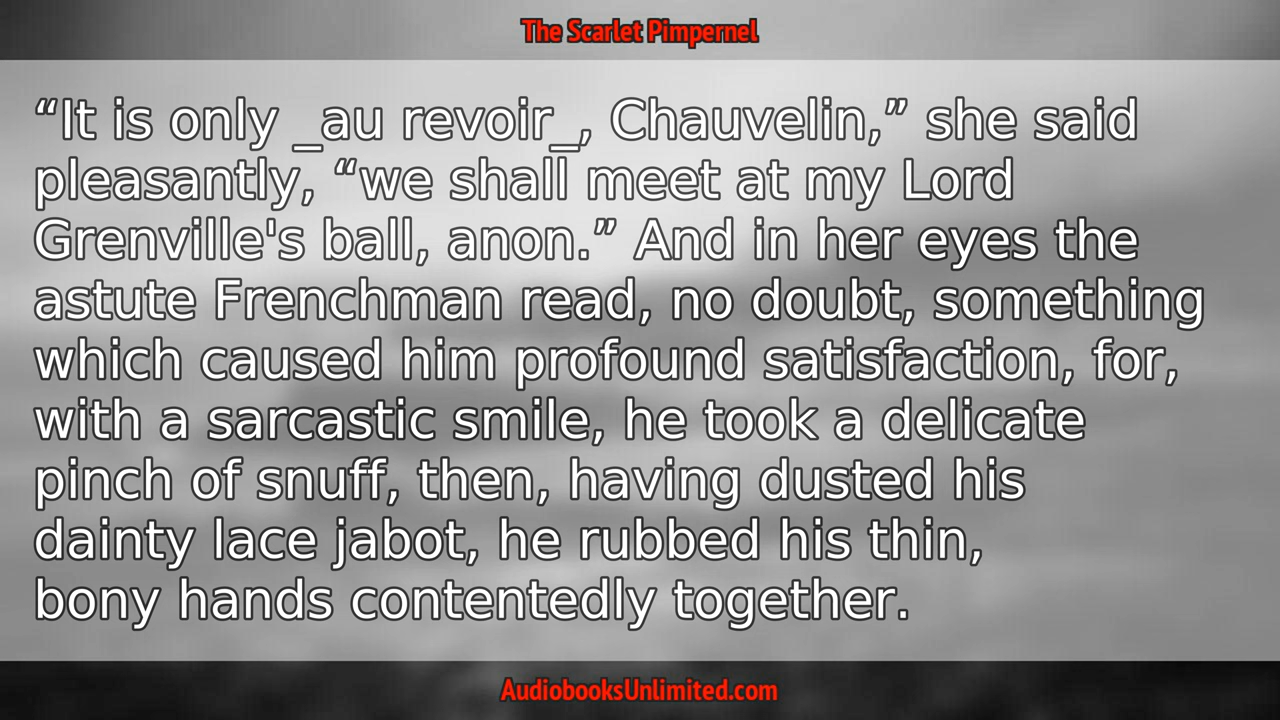 The Scarlet Pimpernel
“It is only _au revoir_, Chauvelin,” she said
pleasantly, “we shall meet at my Lord
Grenville's ball, anon.” And in her eyes the
astute Frenchman read, no doubt, something
which caused him profound satisfaction, for,
with a sarcastic smile, he took a delicate
pinch of snuff, then, having dusted his
dainty lace jabot, he rubbed his thin,
bony hands contentedly together.
AudiobooksUnlimited.com